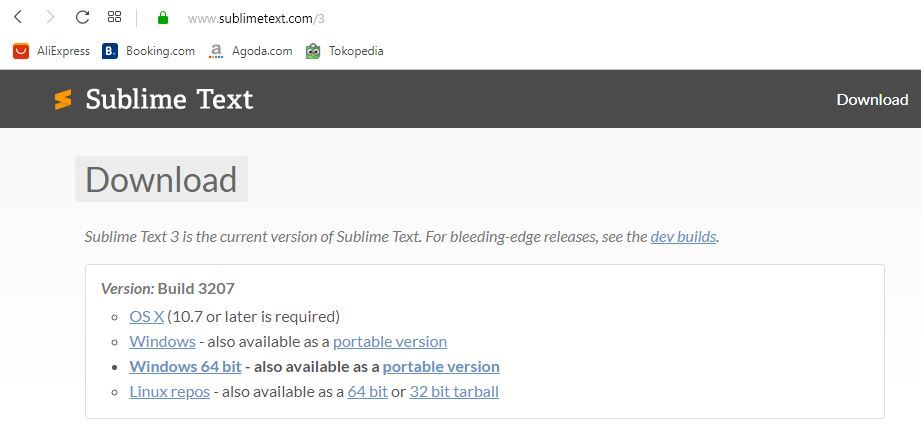 www.sublimetext.com/3
AliExpress B. Booking.com a Agoda.com Tokopedia
Sublime Text Download
Download
Sublime Text 3 is the current version of Sublime Text. For bleeding-edge releases, see the dev builds.
Version: Build 3207
OS X (10.7 or later is required)
Windows - also available as a portable version
Windows 64 bit - also available as a portable version
Linux repos - also available as a 64 bit or 32 bit tarball